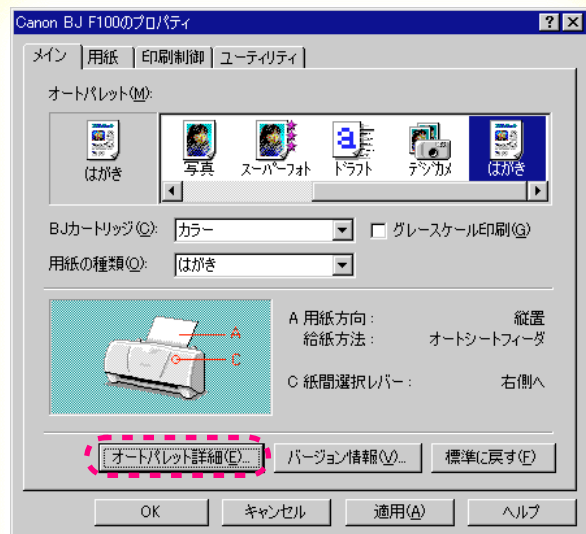 Canon BJ F100のプロパティ
メイン 用紙 印刷制御 ユーティリティ
オートパレット(M):
はがき
写真 スーパーフォト ドラフト デジカメ はがき
BJカートリッジ(C): カラー グレースケール印刷(G)
用紙の種類(O): はがき
A 用紙方向: 縦置
給紙方法: オートシートフィーダ
A
C
C 紙間選択レバー: 右側へ
オートパレット詳細(E)... バージョン情報(V)... 標準に戻す(F)
OK キャンセル 適用(A) ヘルプ